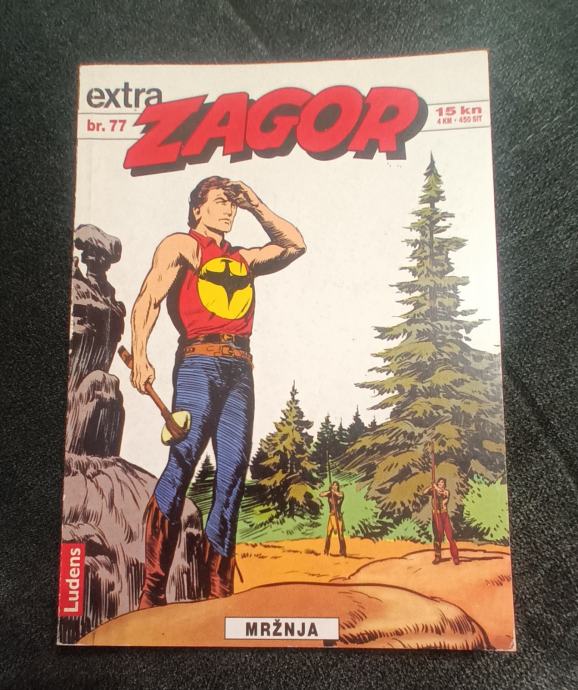 extra
ZAGOR
br. 77
15 kn
4 KM - 450 SIT
Ludens
MRŽNJA